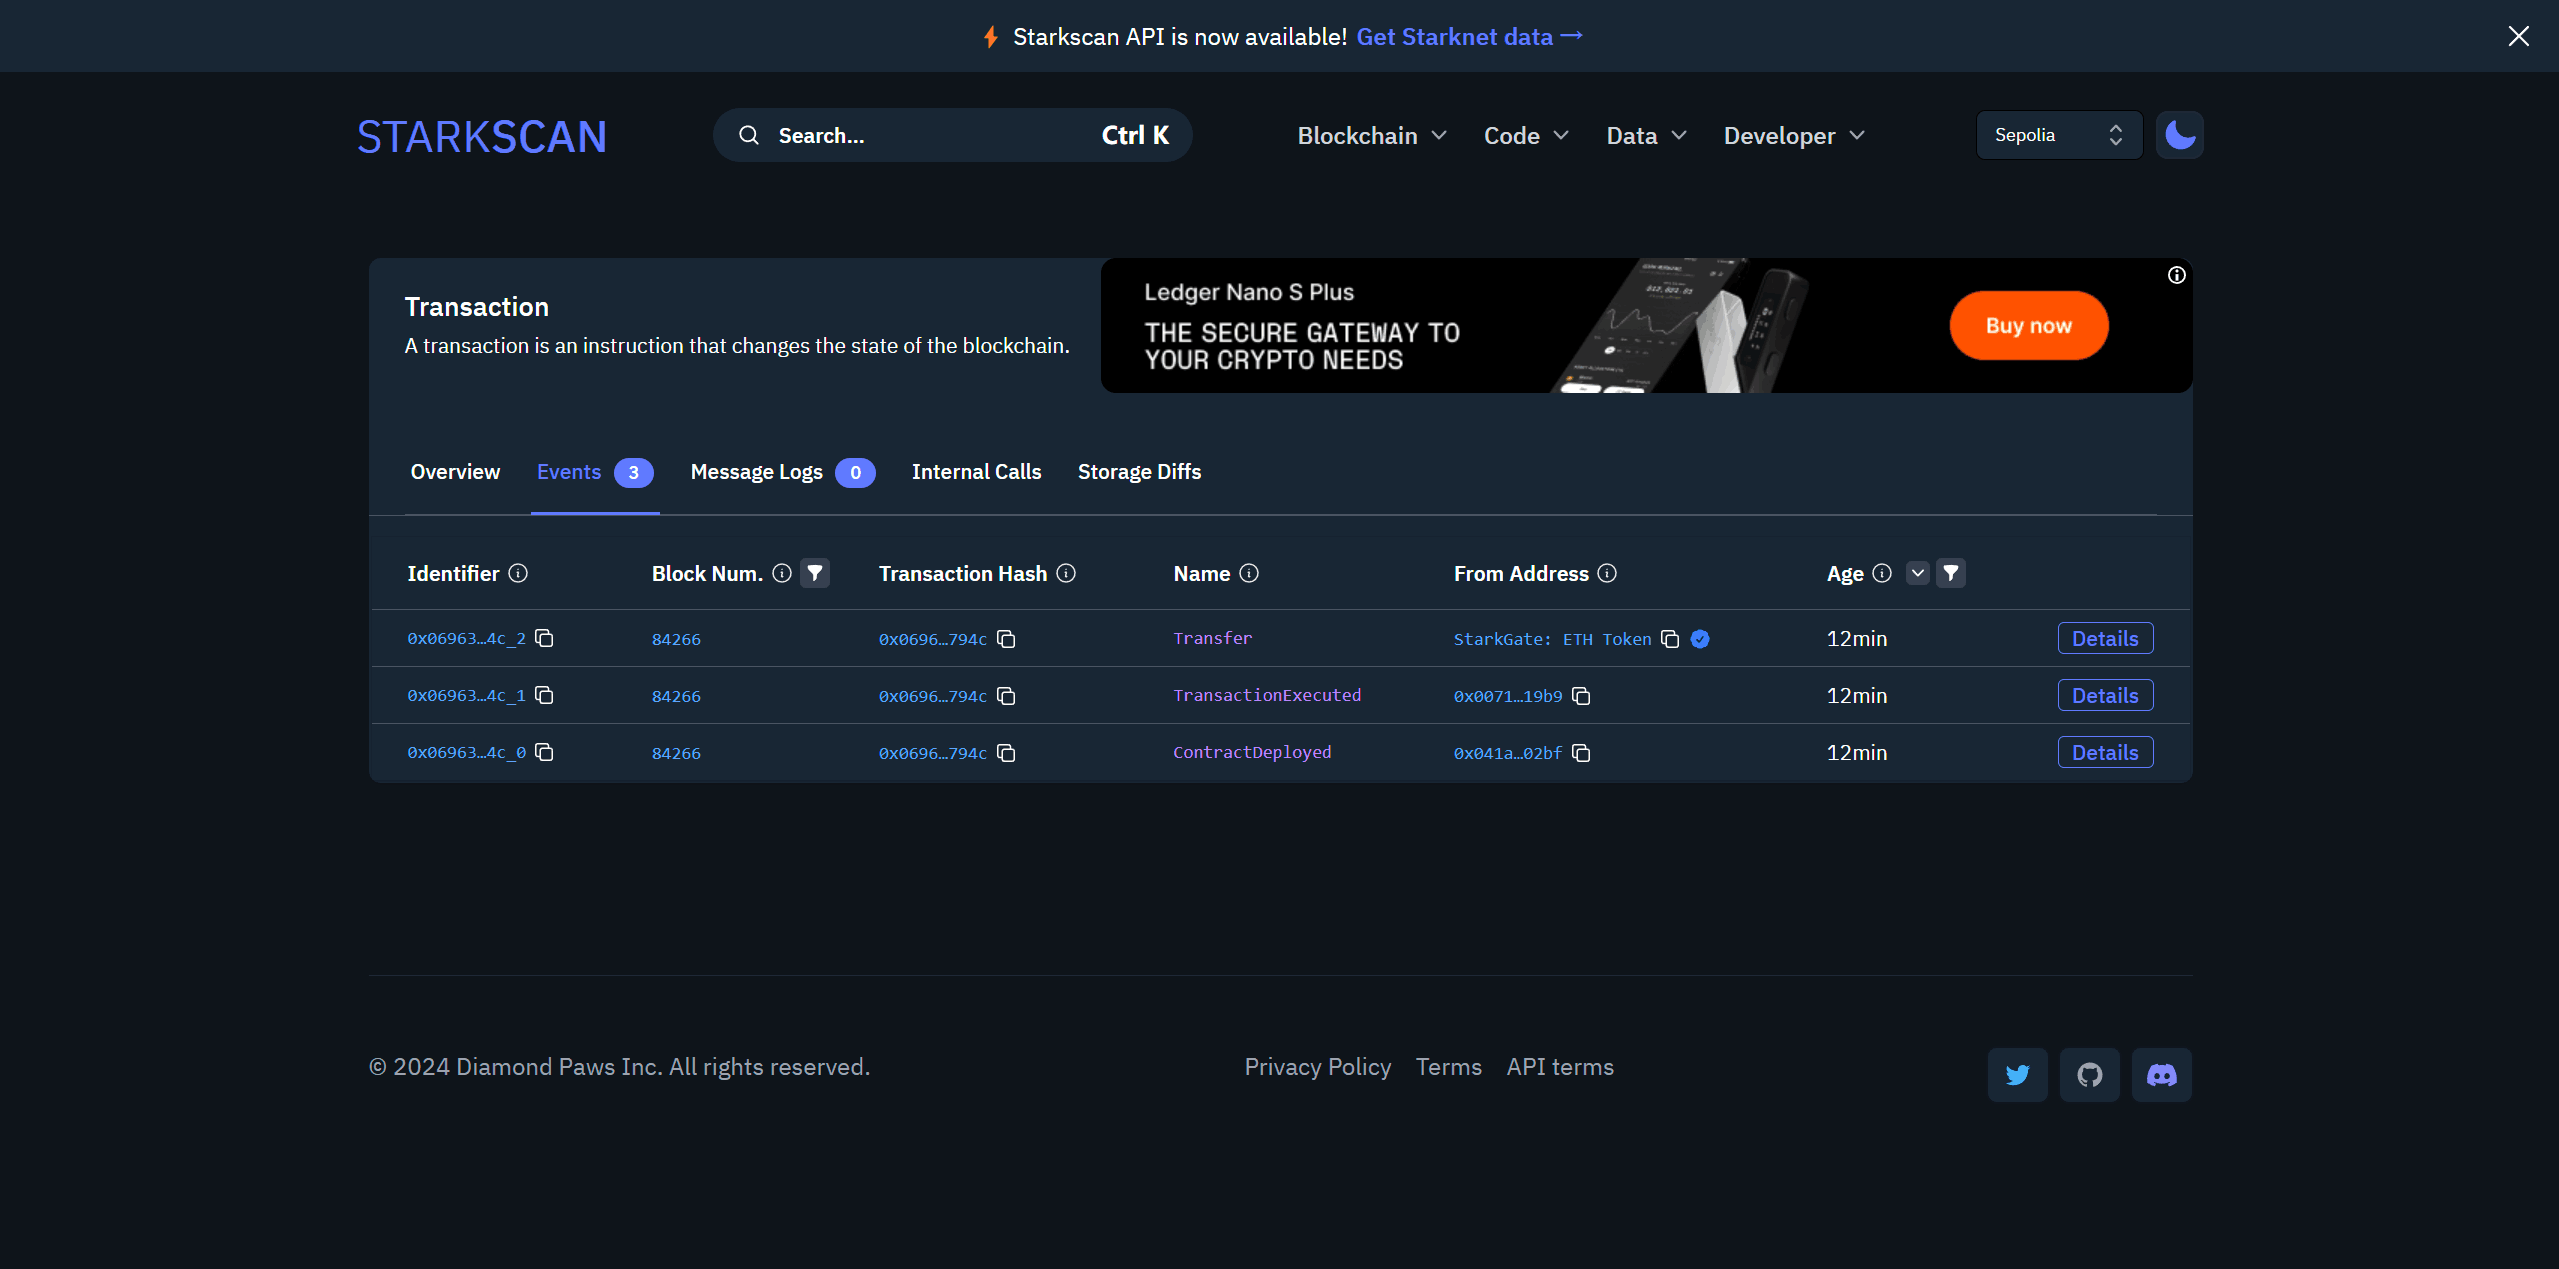 Starkscan API is now available! Get Starknet data →
STARKSCAN
Search...
Ctrl K
Blockchain
Code
Data
Developer
Sepolia
Transaction
A transaction is an instruction that changes the state of the blockchain.
Ledger Nano S Plus
THE SECURE GATEWAY TO
YOUR CRYPTO NEEDS
Buy now
Overview
Events 3
Message Logs 0
Internal Calls
Storage Diffs
Identifier Block Num. Transaction Hash Name From Address Age
0x06963…4c_2 84266 0x0696…794c Transfer StarkGate: ETH Token 12min Details
0x06963…4c_1 84266 0x0696…794c TransactionExecuted 0x0071…19b9 12min Details
0x06963…4c_0 84266 0x0696…794c ContractDeployed 0x041a…02bf 12min Details
© 2024 Diamond Paws Inc. All rights reserved.
Privacy Policy Terms API terms